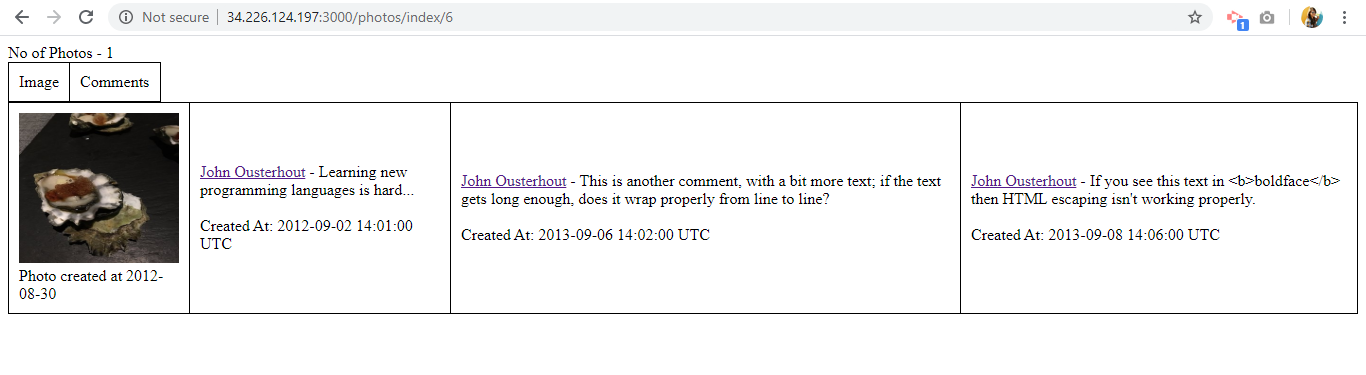 Not secure | 34.226.124.197:3000/photos/index/6
1
No of Photos - 1
Image Comments
Photo created at 2012-
08-30
John Ousterhout - Learning new
programming languages is hard...
Created At: 2012-09-02 14:01:00
UTC
John Ousterhout - This is another comment, with a bit more text; if the text
gets long enough, does it wrap properly from line to line?
Created At: 2013-09-06 14:02:00 UTC
John Ousterhout - If you see this text in <b>boldface</b>
then HTML escaping isn't working properly.
Created At: 2013-09-08 14:06:00 UTC